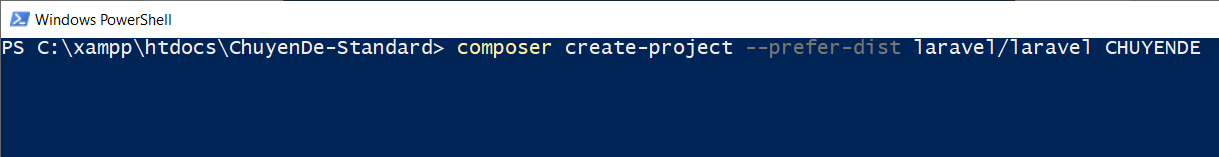 Windows PowerShell
PS C:\xampp\htdocs\ChuyenDe-Standard> composer create-project --prefer-dist laravel/laravel CHUYENDE